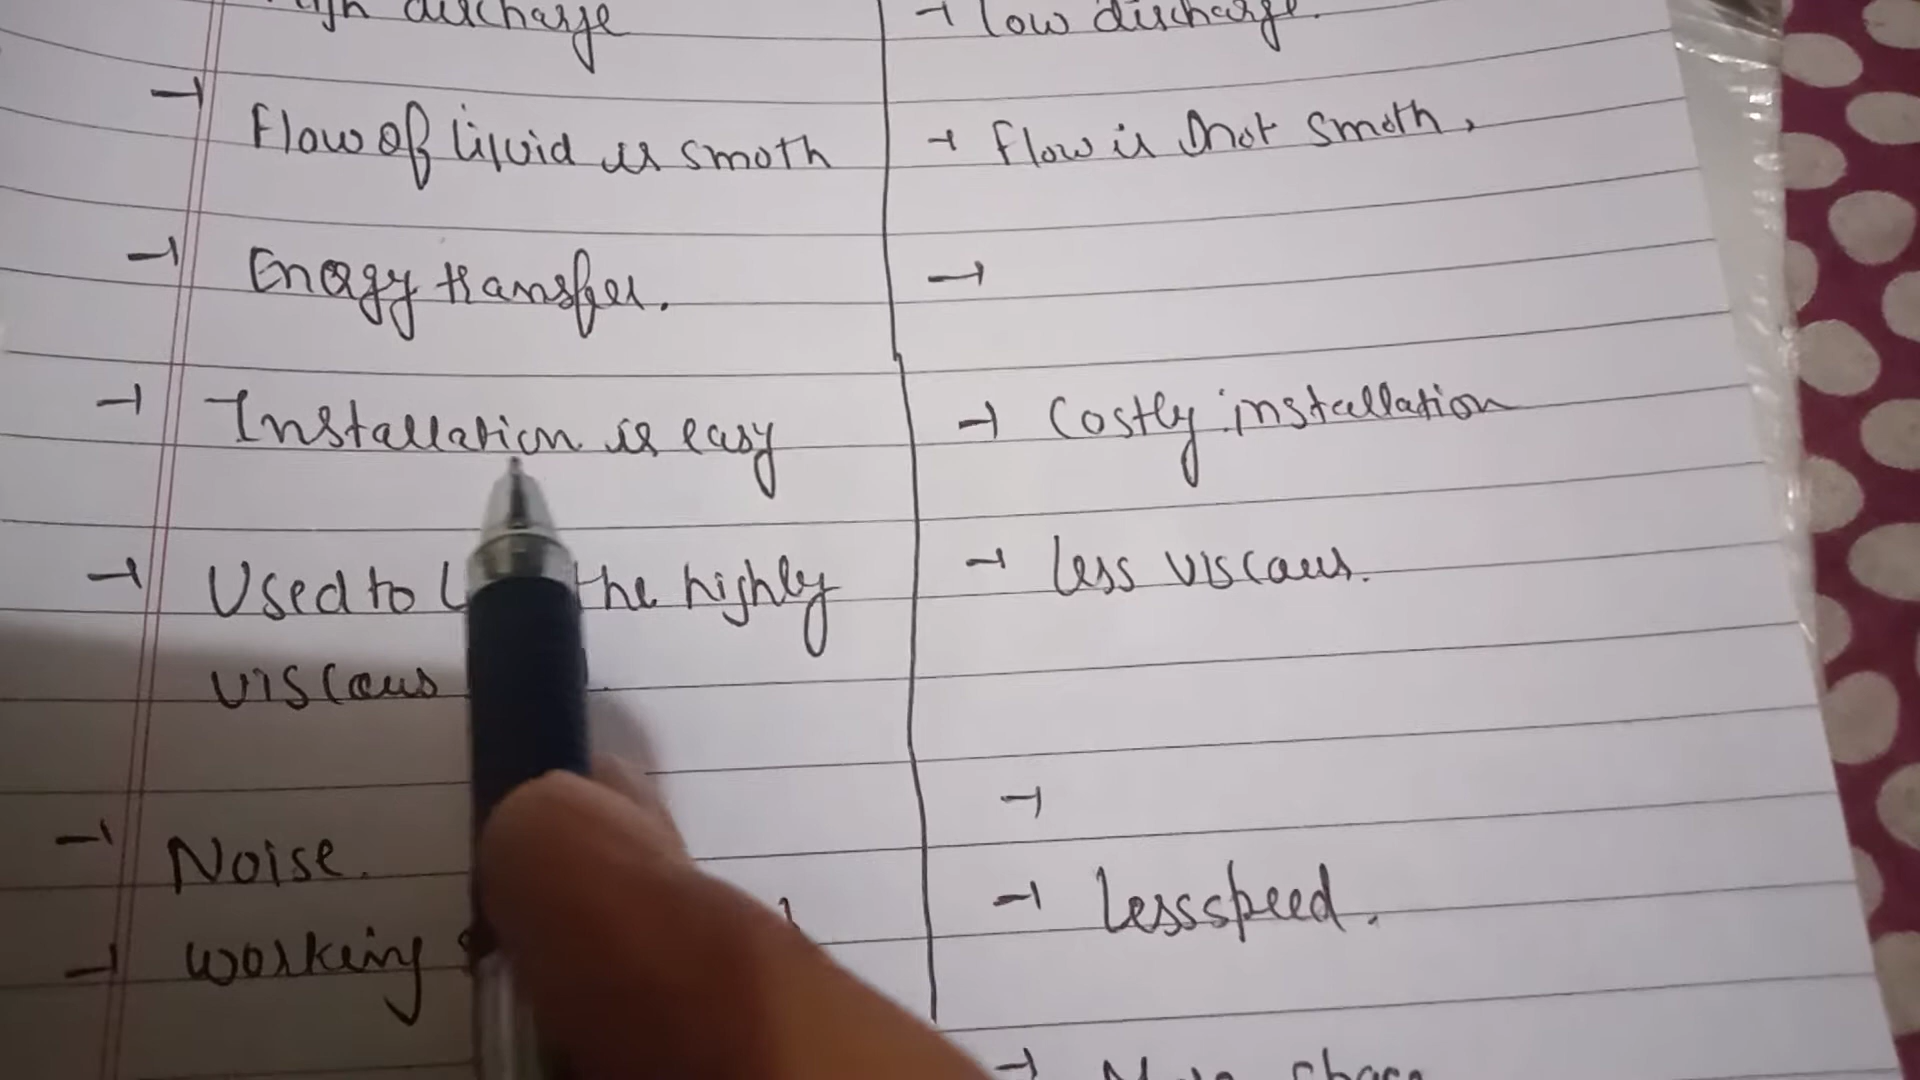 discharge
→ low discharge.
→ Flow of liquid is smoth
→ flow is not smoth,
→ Energy transfer.
→
→ Installation is easy
→ Costly installation
→ Used to the highly
viscous
→ less viscous.
→ Noise.
→
→ working
→ Lessspeed.
→